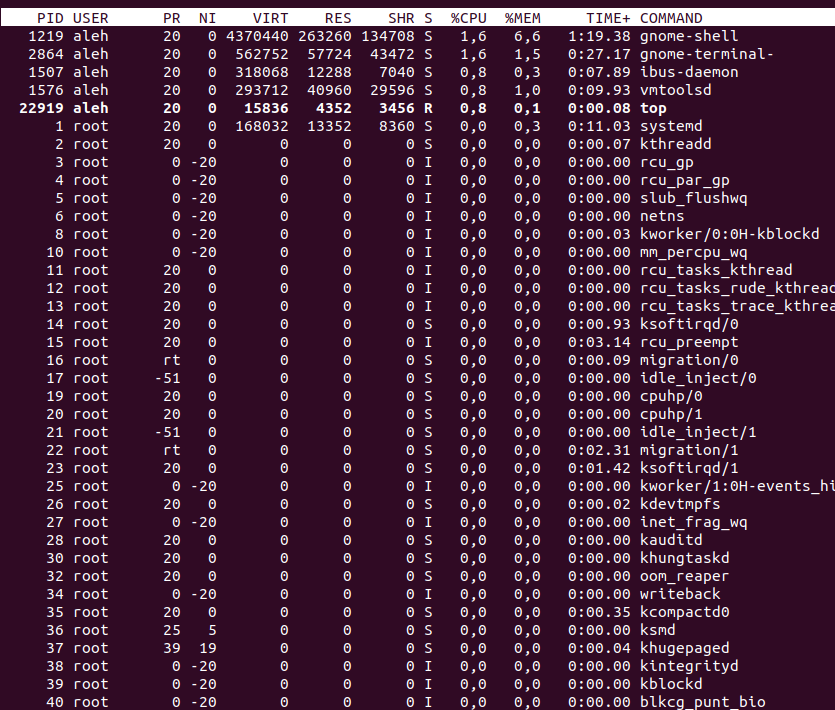 PID USER PR NI VIRT RES SHR S %CPU %MEM TIME+ COMMAND
1219 aleh 20 0 4370440 263260 134708 S 1,6 6,6 1:19.38 gnome-shell
2864 aleh 20 0 562752 57724 43472 S 1,6 1,5 0:27.17 gnome-terminal-
1507 aleh 20 0 318068 12288 7040 S 0,8 0,3 0:07.89 ibus-daemon
1576 aleh 20 0 293712 40960 29596 S 0,8 1,0 0:09.93 vmtoolsd
22919 aleh 20 0 15836 4352 3456 R 0,8 0,1 0:00.08 top
1 root 20 0 168032 13352 8360 S 0,0 0,3 0:11.03 systemd
2 root 20 0 0 0 0 S 0,0 0,0 0:00.07 kthreadd
3 root 0 -20 0 0 0 I 0,0 0,0 0:00.00 rcu_gp
4 root 0 -20 0 0 0 I 0,0 0,0 0:00.00 rcu_par_gp
5 root 0 -20 0 0 0 I 0,0 0,0 0:00.00 slub_flushwq
6 root 0 -20 0 0 0 I 0,0 0,0 0:00.00 netns
8 root 0 -20 0 0 0 I 0,0 0,0 0:00.03 kworker/0:0H-kblockd
10 root 0 -20 0 0 0 I 0,0 0,0 0:00.00 mm_percpu_wq
11 root 20 0 0 0 0 I 0,0 0,0 0:00.00 rcu_tasks_kthread
12 root 20 0 0 0 0 I 0,0 0,0 0:00.00 rcu_tasks_rude_kthread
13 root 20 0 0 0 0 I 0,0 0,0 0:00.00 rcu_tasks_trace_kthrea
14 root 20 0 0 0 0 S 0,0 0,0 0:00.93 ksoftirqd/0
15 root 20 0 0 0 0 I 0,0 0,0 0:03.14 rcu_preempt
16 root rt 0 0 0 0 S 0,0 0,0 0:00.09 migration/0
17 root -51 0 0 0 0 S 0,0 0,0 0:00.00 idle_inject/0
19 root 20 0 0 0 0 S 0,0 0,0 0:00.00 cpuhp/0
20 root 20 0 0 0 0 S 0,0 0,0 0:00.00 cpuhp/1
21 root -51 0 0 0 0 S 0,0 0,0 0:00.00 idle_inject/1
22 root rt 0 0 0 0 S 0,0 0,0 0:02.31 migration/1
23 root 20 0 0 0 0 S 0,0 0,0 0:01.42 ksoftirqd/1
25 root 0 -20 0 0 0 I 0,0 0,0 0:00.00 kworker/1:0H-events_hi
26 root 20 0 0 0 0 S 0,0 0,0 0:00.02 kdevtmpfs
27 root 0 -20 0 0 0 I 0,0 0,0 0:00.00 inet_frag_wq
28 root 20 0 0 0 0 S 0,0 0,0 0:00.00 kauditd
30 root 20 0 0 0 0 S 0,0 0,0 0:00.00 khungtaskd
32 root 20 0 0 0 0 S 0,0 0,0 0:00.00 oom_reaper
34 root 0 -20 0 0 0 I 0,0 0,0 0:00.00 writeback
35 root 20 0 0 0 0 S 0,0 0,0 0:00.35 kcompactd0
36 root 25 5 0 0 0 S 0,0 0,0 0:00.00 ksmd
37 root 39 19 0 0 0 S 0,0 0,0 0:00.04 khugepaged
38 root 0 -20 0 0 0 I 0,0 0,0 0:00.00 kintegrityd
39 root 0 -20 0 0 0 I 0,0 0,0 0:00.00 kblockd
40 root 0 -20 0 0 0 I 0,0 0,0 0:00.00 blkcg_punt_bio